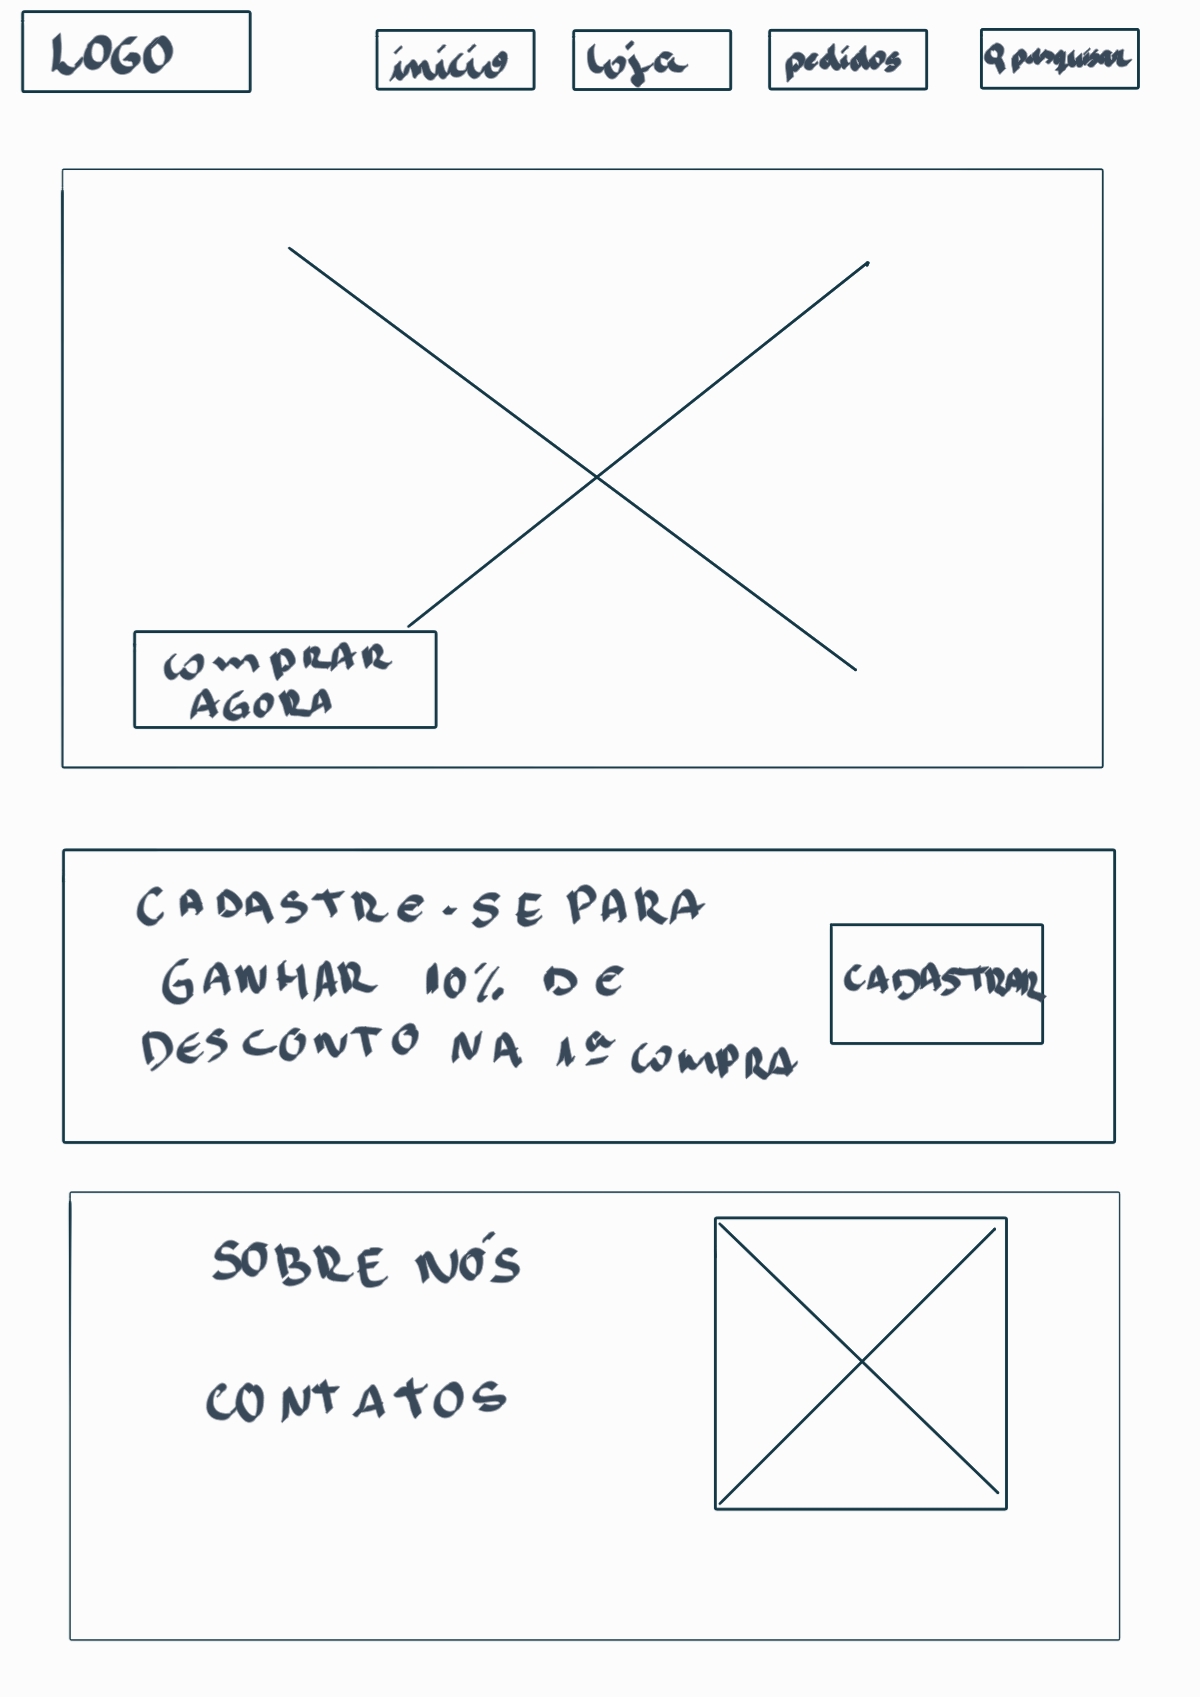 LOGO
início
loja
pedidos
pesquisar
COMPRAR
AGORA
CADASTRE-SE PARA
GANHAR 10% DE
DESCONTO NA 1ª COMPRA
CADASTRAR
SOBRE NÓS
CONTATOS